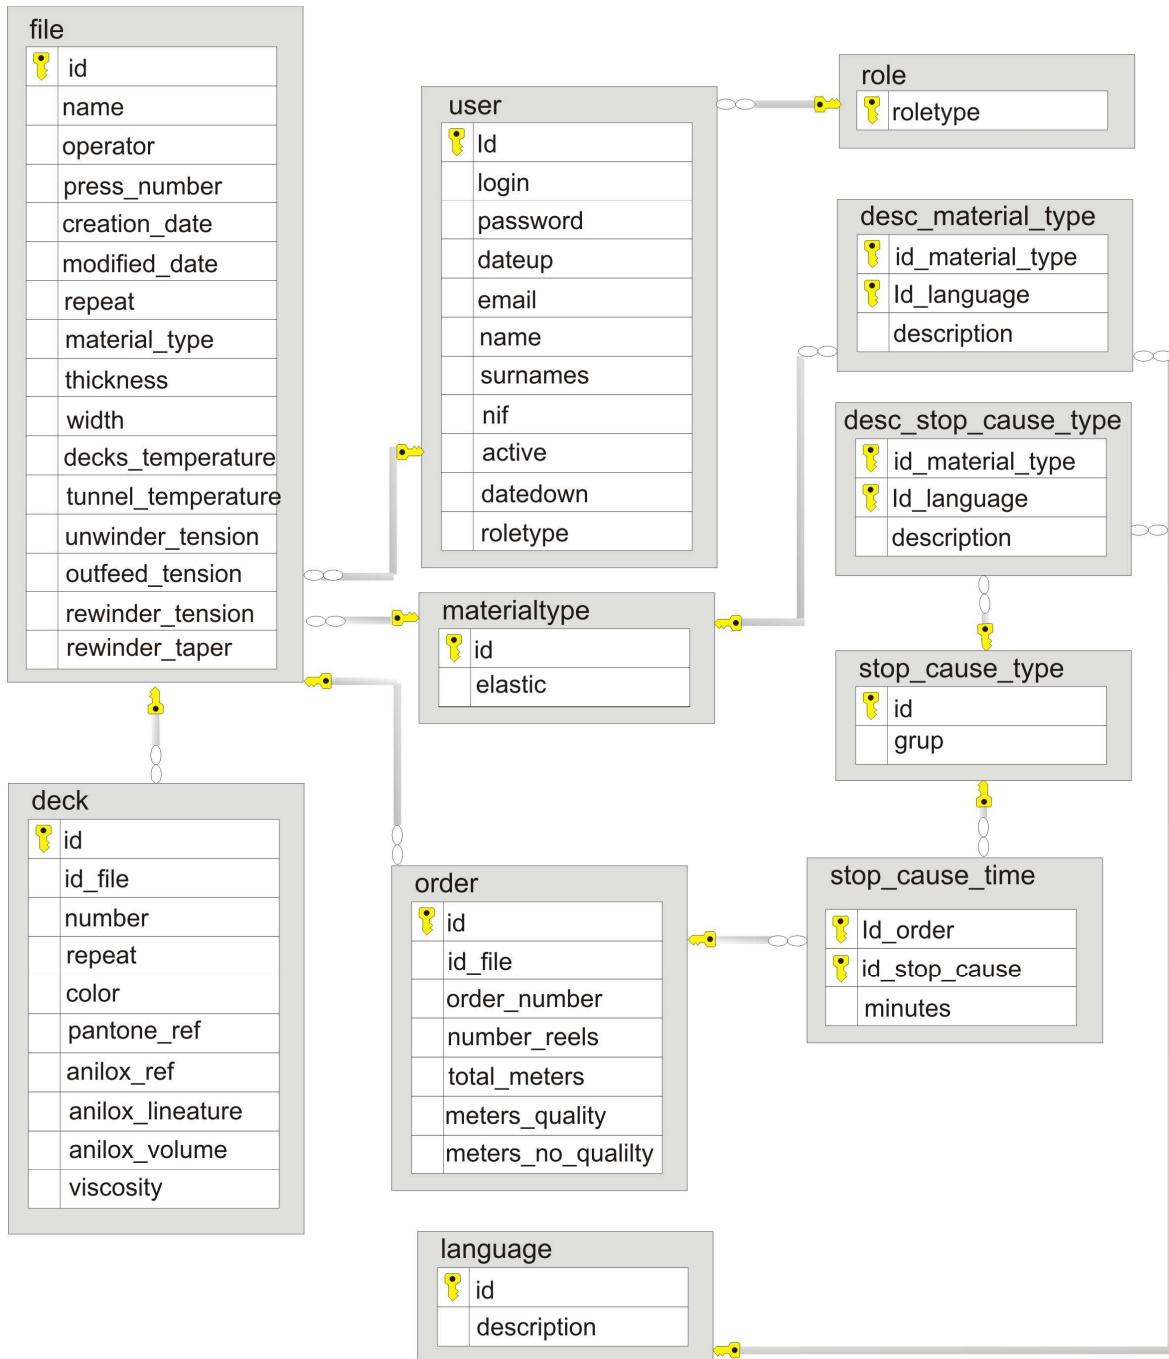 file
id
name
operator
press_number
creation_date
modified_date
repeat
material_type
thickness
width
decks_temperature
tunnel_temperature
unwinder_tension
outfeed_tension
rewinder_tension
rewinder_taper
user
Id
login
password
dateup
email
name
surnames
nif
active
datedown
roletype
role
roletype
desc_material_type
id_material_type
Id_language
description
desc_stop_cause_type
id_material_type
Id_language
description
materialtype
id
elastic
stop_cause_type
id
grup
deck
id
id_file
number
repeat
color
pantone_ref
anilox_ref
anilox_lineature
anilox_volume
viscosity
order
id
id_file
order_number
number_reels
total_meters
meters_quality
meters_no_qualilty
stop_cause_time
Id_order
id_stop_cause
minutes
language
id
description